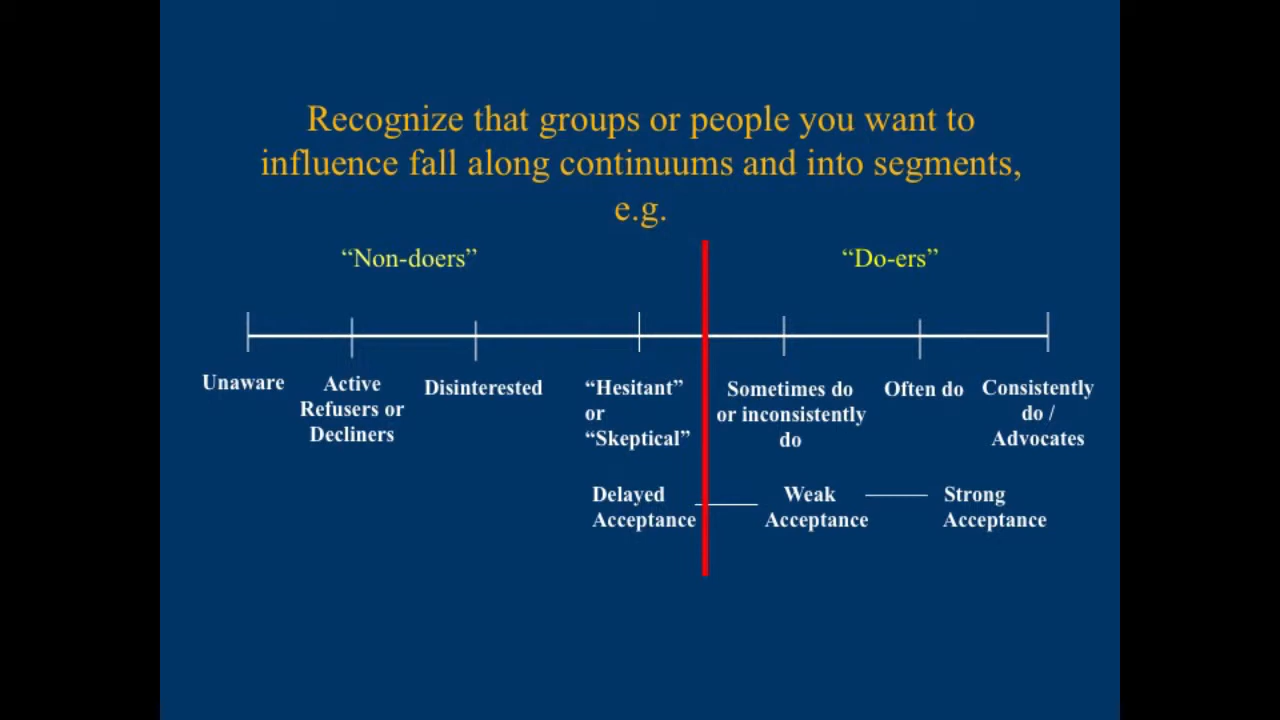 Recognize that groups or people you want to
influence fall along continuums and into segments,
e.g.
“Non-doers”
“Do-ers”
Unaware
Active
Refusers or
Decliners
Disinterested
“Hesitant”
or
“Skeptical”
Sometimes do
or inconsistently
do
Often do
Consistently
do /
Advocates
Delayed
Acceptance
Weak
Acceptance
Strong
Acceptance